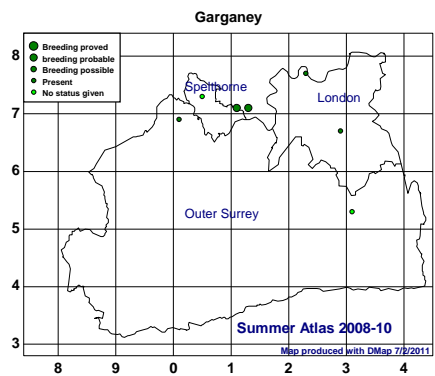 Garganey
8
7
6
5
4
3
Breeding proved
breeding probable
Breeding possible
Present
No status given
Spelthorne
London
Outer Surrey
Summer Atlas 2008-10
Map produced with DMap 7/2/2011
8 9 0 1 2 3 4